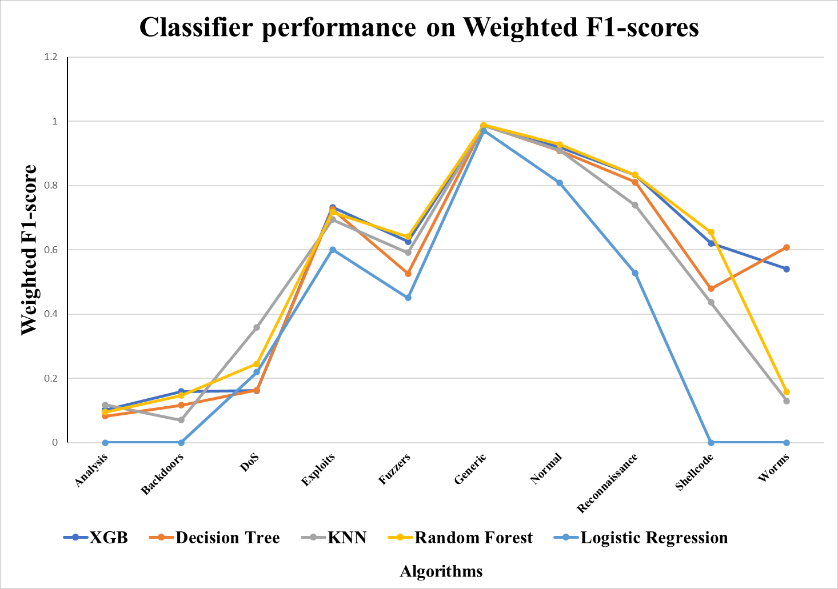 Classifier performance on Weighted F1-scores
Weighted F1-score
1.2
1
0.8
0.6
0.4
0.2
0
Analysis
Backdoors
DoS
Exploits
Fuzzers
Generic
Normal
Reconnaissance
Shellcode
Worms
XGB Decision Tree KNN Random Forest Logistic Regression
Algorithms